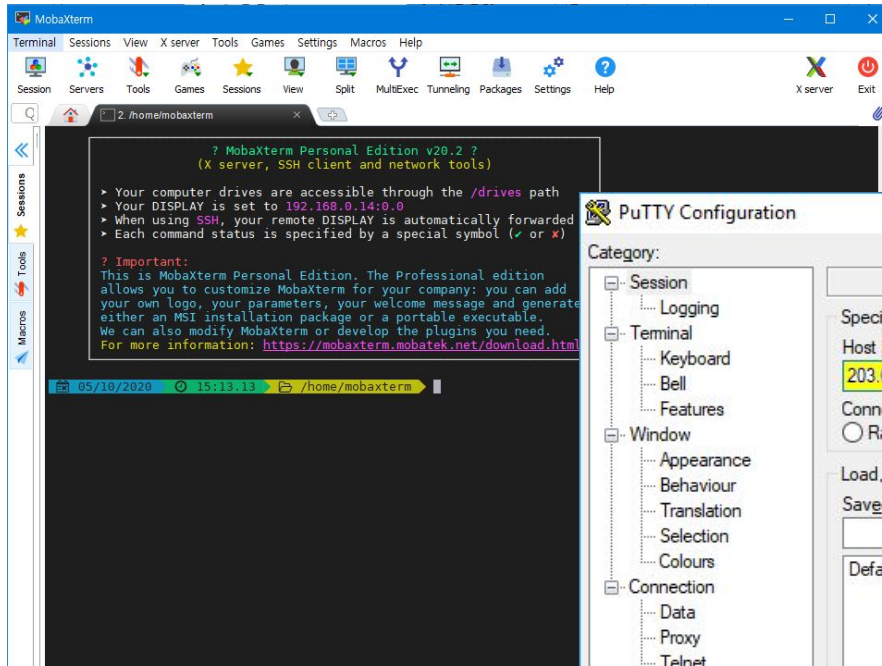 MobaXterm
Terminal Sessions View X server Tools Games Settings Macros Help
Session Servers Tools Games Sessions View Split MultiExec Tunneling Packages Settings Help X server Exit
2. /home/mobaxterm
? MobaXterm Personal Edition v20.2 ?
(X server, SSH client and network tools)
➤ Your computer drives are accessible through the /drives path
➤ Your DISPLAY is set to 192.168.0.14:0.0
➤ When using SSH, your remote DISPLAY is automatically forwarded
➤ Each command status is specified by a special symbol (✓ or ✗)
? Important:
This is MobaXterm Personal Edition. The Professional edition
allows you to customize MobaXterm for your company: you can add
your own logo, your parameters, your welcome message and generate
either an MSI installation package or a portable executable.
We can also modify MobaXterm or develop the plugins you need.
For more information: https://mobaxterm.mobatek.net/download.html
05/10/2020 15:13.13 /home/mobaxterm
Sessions
Tools
Macros
PuTTY Configuration
Category:
Session
Logging
Terminal
Keyboard
Bell
Features
Window
Appearance
Behaviour
Translation
Selection
Colours
Connection
Data
Proxy
Telnet
Speci
Host
203.
Conn
Ra
Load,
Save
Defa